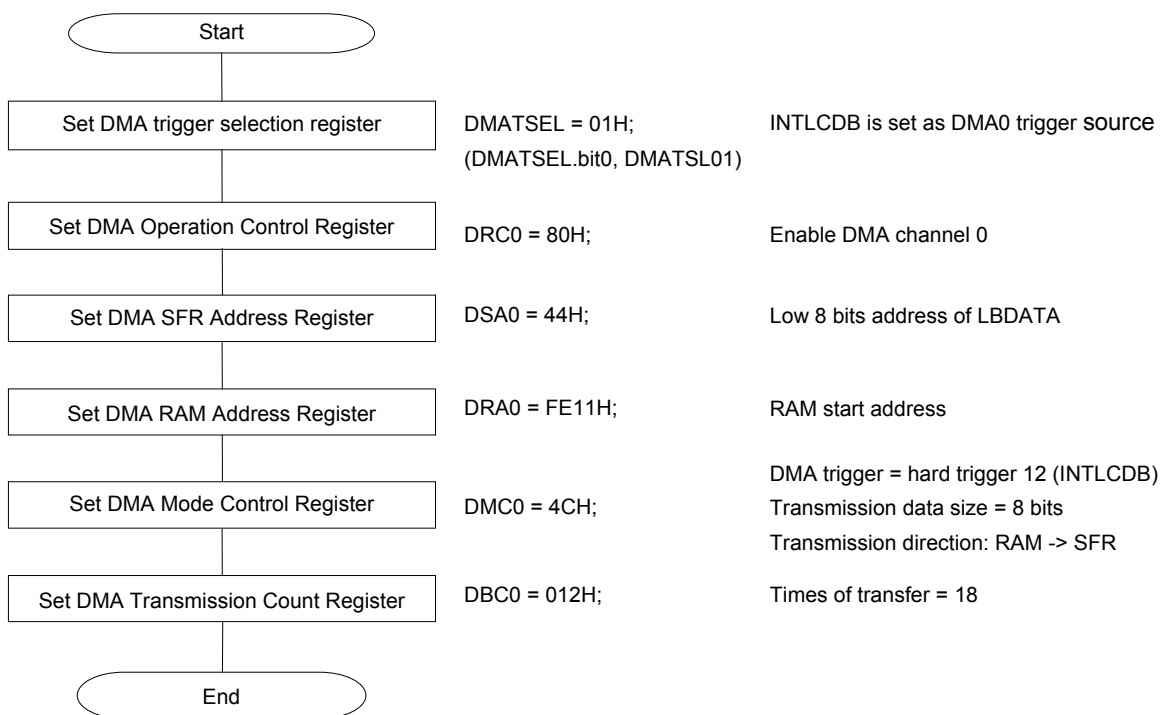 Start
Set DMA trigger selection register
DMATSEL = 01H;
INTLCDB is set as DMA0 trigger source
(DMATSEL.bit0, DMATSL01)
Set DMA Operation Control Register
DRC0 = 80H;
Enable DMA channel 0
Set DMA SFR Address Register
DSA0 = 44H;
Low 8 bits address of LBDATA
Set DMA RAM Address Register
DRA0 = FE11H;
RAM start address
Set DMA Mode Control Register
DMC0 = 4CH;
DMA trigger = hard trigger 12 (INTLCDB)
Transmission data size = 8 bits
Transmission direction: RAM -> SFR
Set DMA Transmission Count Register
DBC0 = 012H;
Times of transfer = 18
End